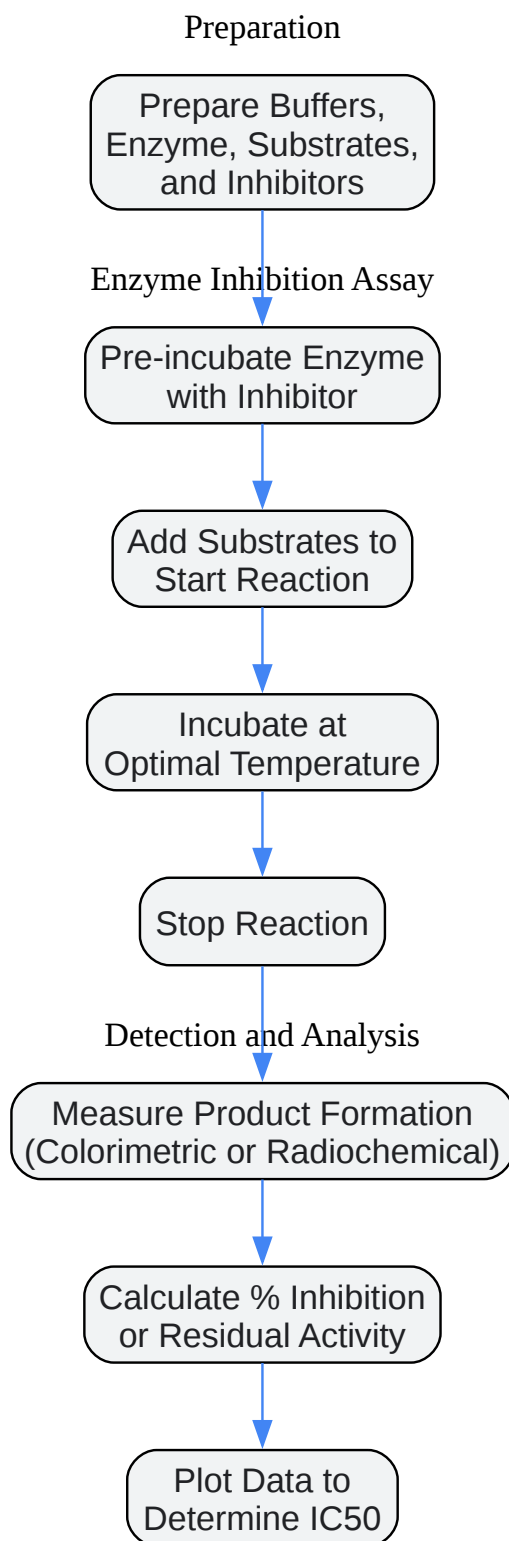 Preparation
Prepare Buffers,
Enzyme, Substrates,
and Inhibitors
Enzyme Inhibition Assay
Pre-incubate Enzyme
with Inhibitor
Add Substrates to
Start Reaction
Incubate at
Optimal Temperature
Stop Reaction
Detection and Analysis
Measure Product Formation
(Colorimetric or Radiochemical)
Calculate % Inhibition
or Residual Activity
Plot Data to
Determine IC50